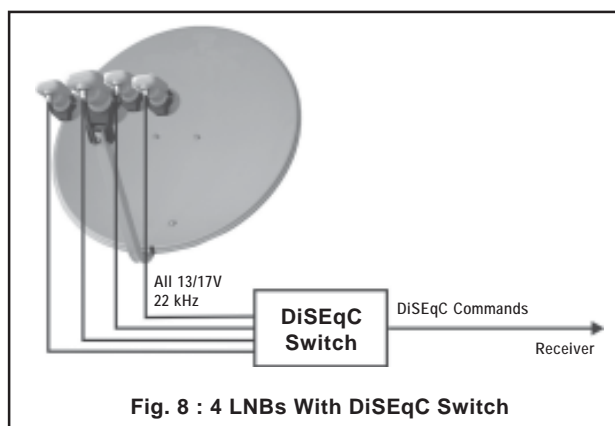 All 13/17V
22 kHz
DiSEqC
Switch
DiSEqC Commands
Receiver
Fig. 8 : 4 LNBs With DiSEqC Switch